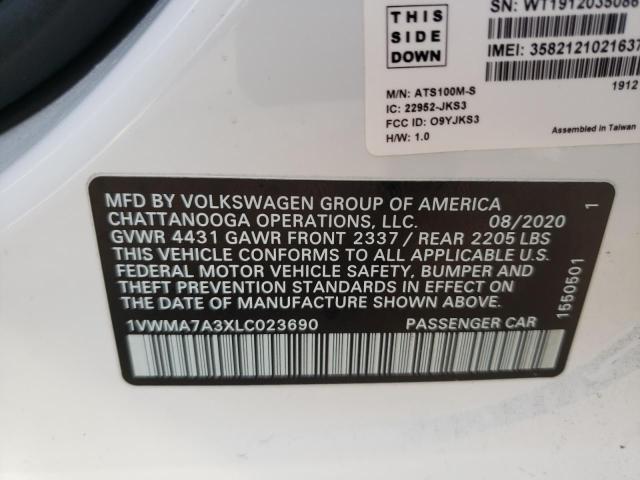 THIS
SIDE
DOWN
SN: WT1912035086
IMEI: 3582121021637
1912
M/N: ATS100M-S
IC: 22952-JKS3
FCC ID: O9YJKS3
H/W: 1.0
Assembled in Taiwan
MFD BY VOLKSWAGEN GROUP OF AMERICA
CHATTANOOGA OPERATIONS, LLC. 08/2020
GVWR 4431 GAWR FRONT 2337 / REAR 2205 LBS
THIS VEHICLE CONFORMS TO ALL APPLICABLE U.S.
FEDERAL MOTOR VEHICLE SAFETY, BUMPER AND
THEFT PREVENTION STANDARDS IN EFFECT ON
THE DATE OF MANUFACTURE SHOWN ABOVE
1VWMA7A3XLC023690 PASSENGER CAR
1550501 1